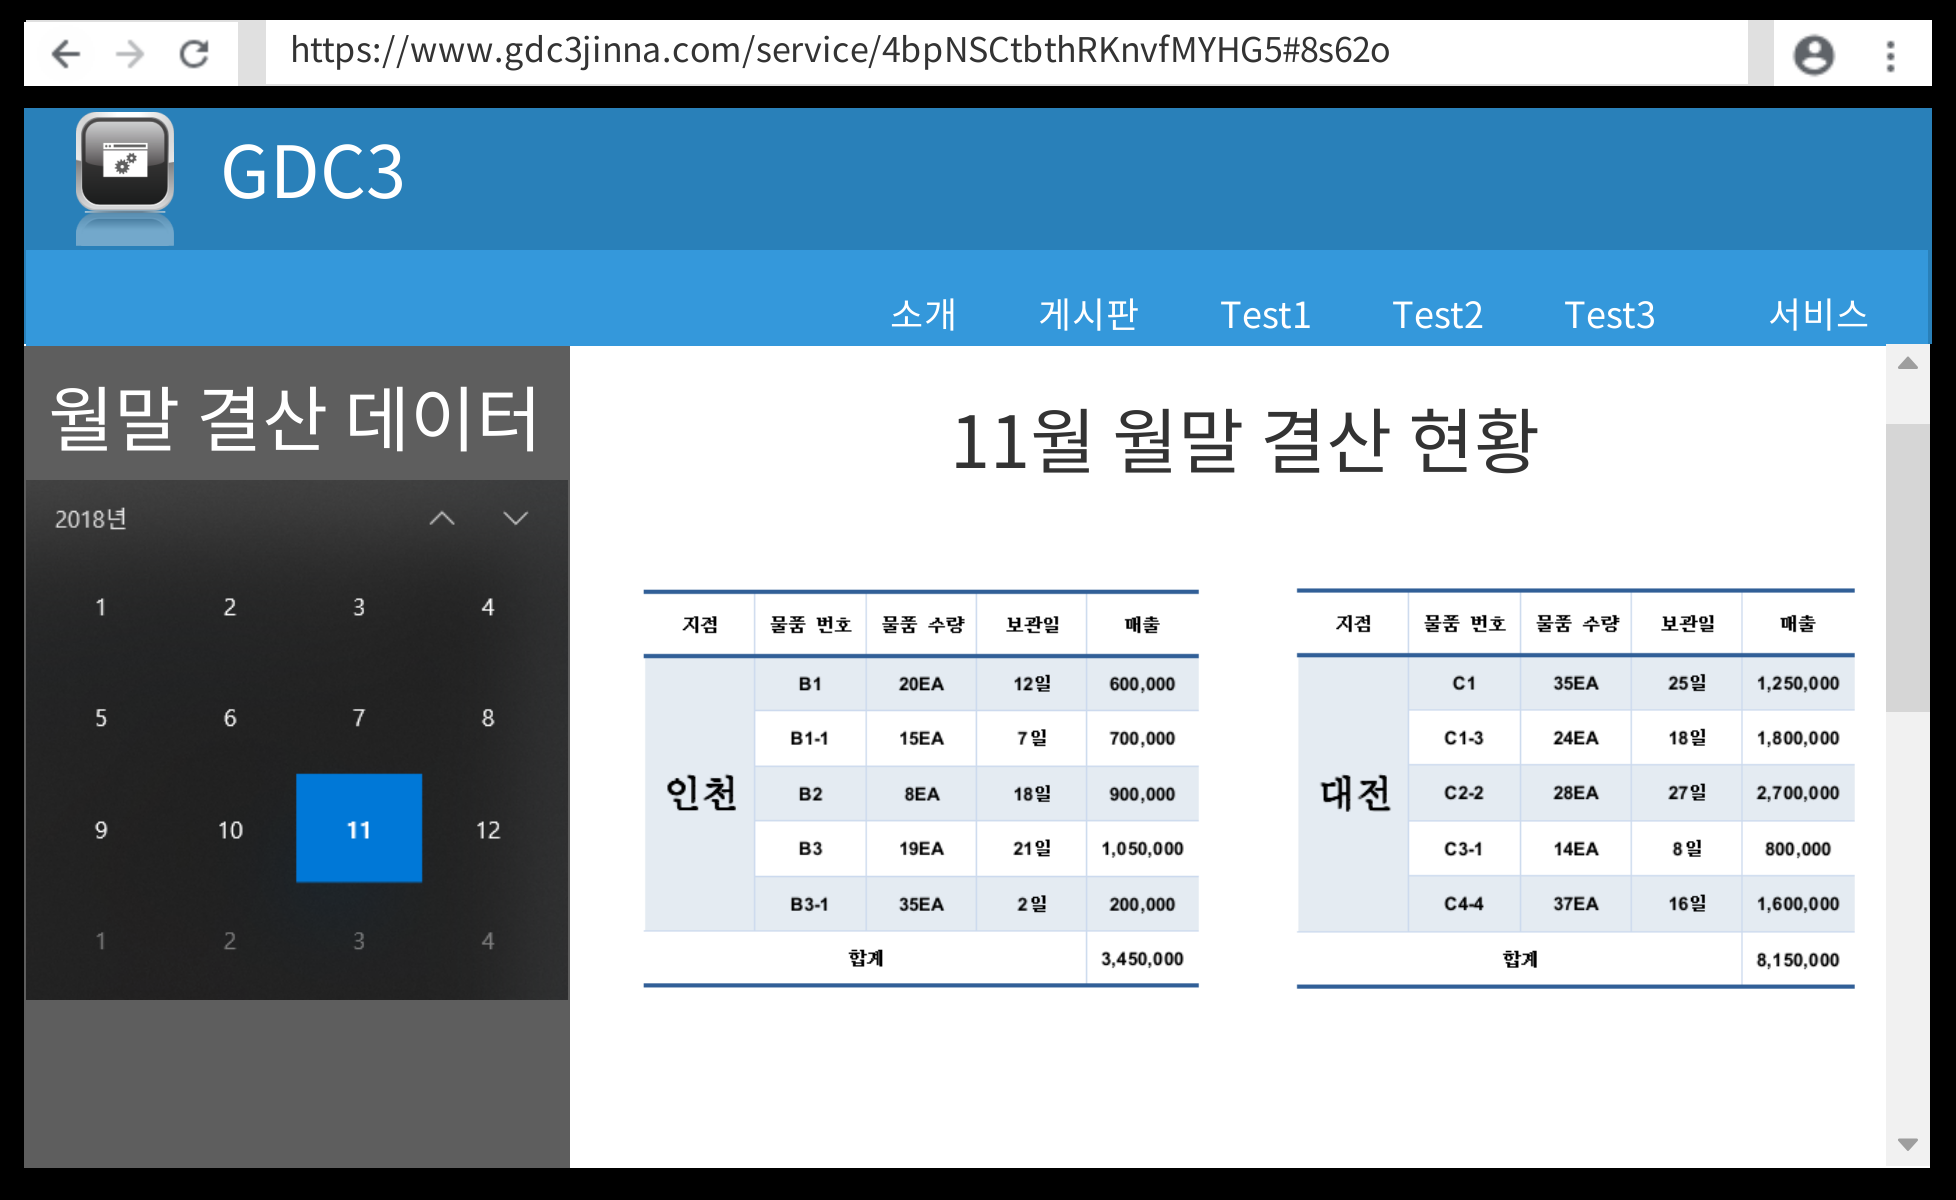 https://www.gdc3jinna.com/service/4bpNSCtbthRKnvfMYHG5#8s62o
GDC3
소개 게시판 Test1 Test2 Test3 서비스
월말 결산 데이터
2018년
1 2 3 4
5 6 7 8
9 10 11 12
1 2 3 4
11월 월말 결산 현황
지점 물품 번호 물품 수량 보관일 매출
인천
B1 20EA 12일 600,000
B1-1 15EA 7일 700,000
B2 8EA 18일 900,000
B3 19EA 21일 1,050,000
B3-1 35EA 2일 200,000
합계 3,450,000
지점 물품 번호 물품 수량 보관일 매출
대전
C1 35EA 25일 1,250,000
C1-3 24EA 18일 1,800,000
C2-2 28EA 27일 2,700,000
C3-1 14EA 8일 800,000
C4-4 37EA 16일 1,600,000
합계 8,150,000